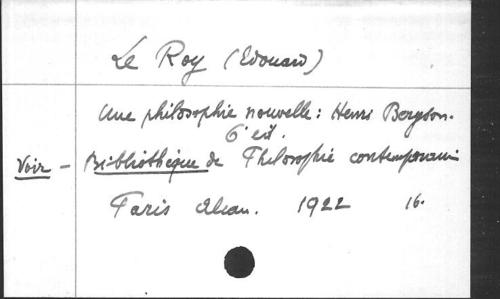 Le Roy (Edouard)
Une philosophie nouvelle: Henri Bergson.
6e éd.
Voir - Bibliothèque de Philosophie contemporaine
Paris Alcan. 1922 16.